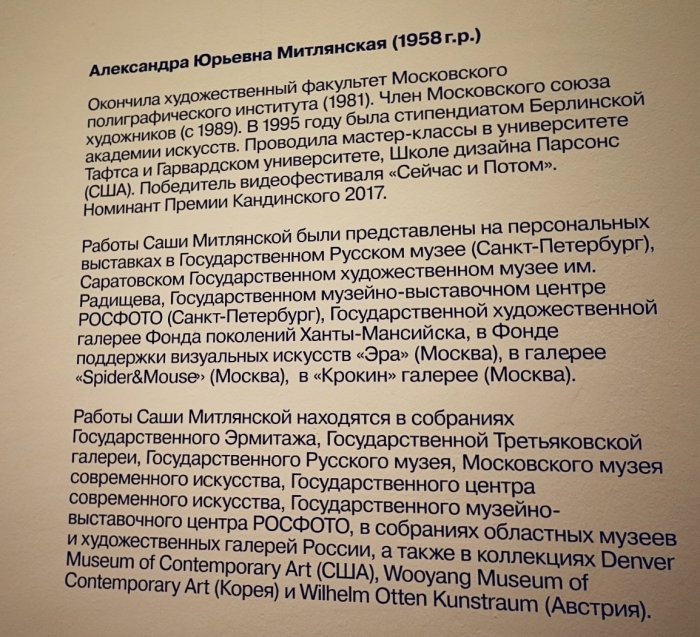 Александра Юрьевна Митлянская (1958 г.р.)
Окончила художественный факультет Московского
полиграфического института (1981). Член Московского союза
художников (с 1989). В 1995 году была стипендиатом Берлинской
академии искусств. Проводила мастер-классы в университете
Тафтса и Гарвардском университете, Школе дизайна Парсонс
(США). Победитель видеофестиваля «Сейчас и Потом».
Номинант Премии Кандинского 2017.
Работы Саши Митлянской были представлены на персональных
выставках в Государственном Русском музее (Санкт-Петербург),
Саратовском Государственном художественном музее им.
Радищева, Государственном музейно-выставочном центре
РОСФОТО (Санкт-Петербург), Государственной художественной
галерее Фонда поколений Ханты-Мансийска, в Фонде
поддержки визуальных искусств «Эра» (Москва), в галерее
«Spider&Mouse» (Москва), в «Крокин» галерее (Москва).
Работы Саши Митлянской находятся в собраниях
Государственного Эрмитажа, Государственной Третьяковской
галереи, Государственного Русского музея, Московского музея
современного искусства, Государственного центра
современного искусства, Государственного музейно-
выставочного центра РОСФОТО, в собраниях областных музеев
и художественных галерей России, а также в коллекциях Denver
Museum of Contemporary Art (США), Wooyang Museum of
Contemporary Art (Корея) и Wilhelm Otten Kunstraum (Австрия).